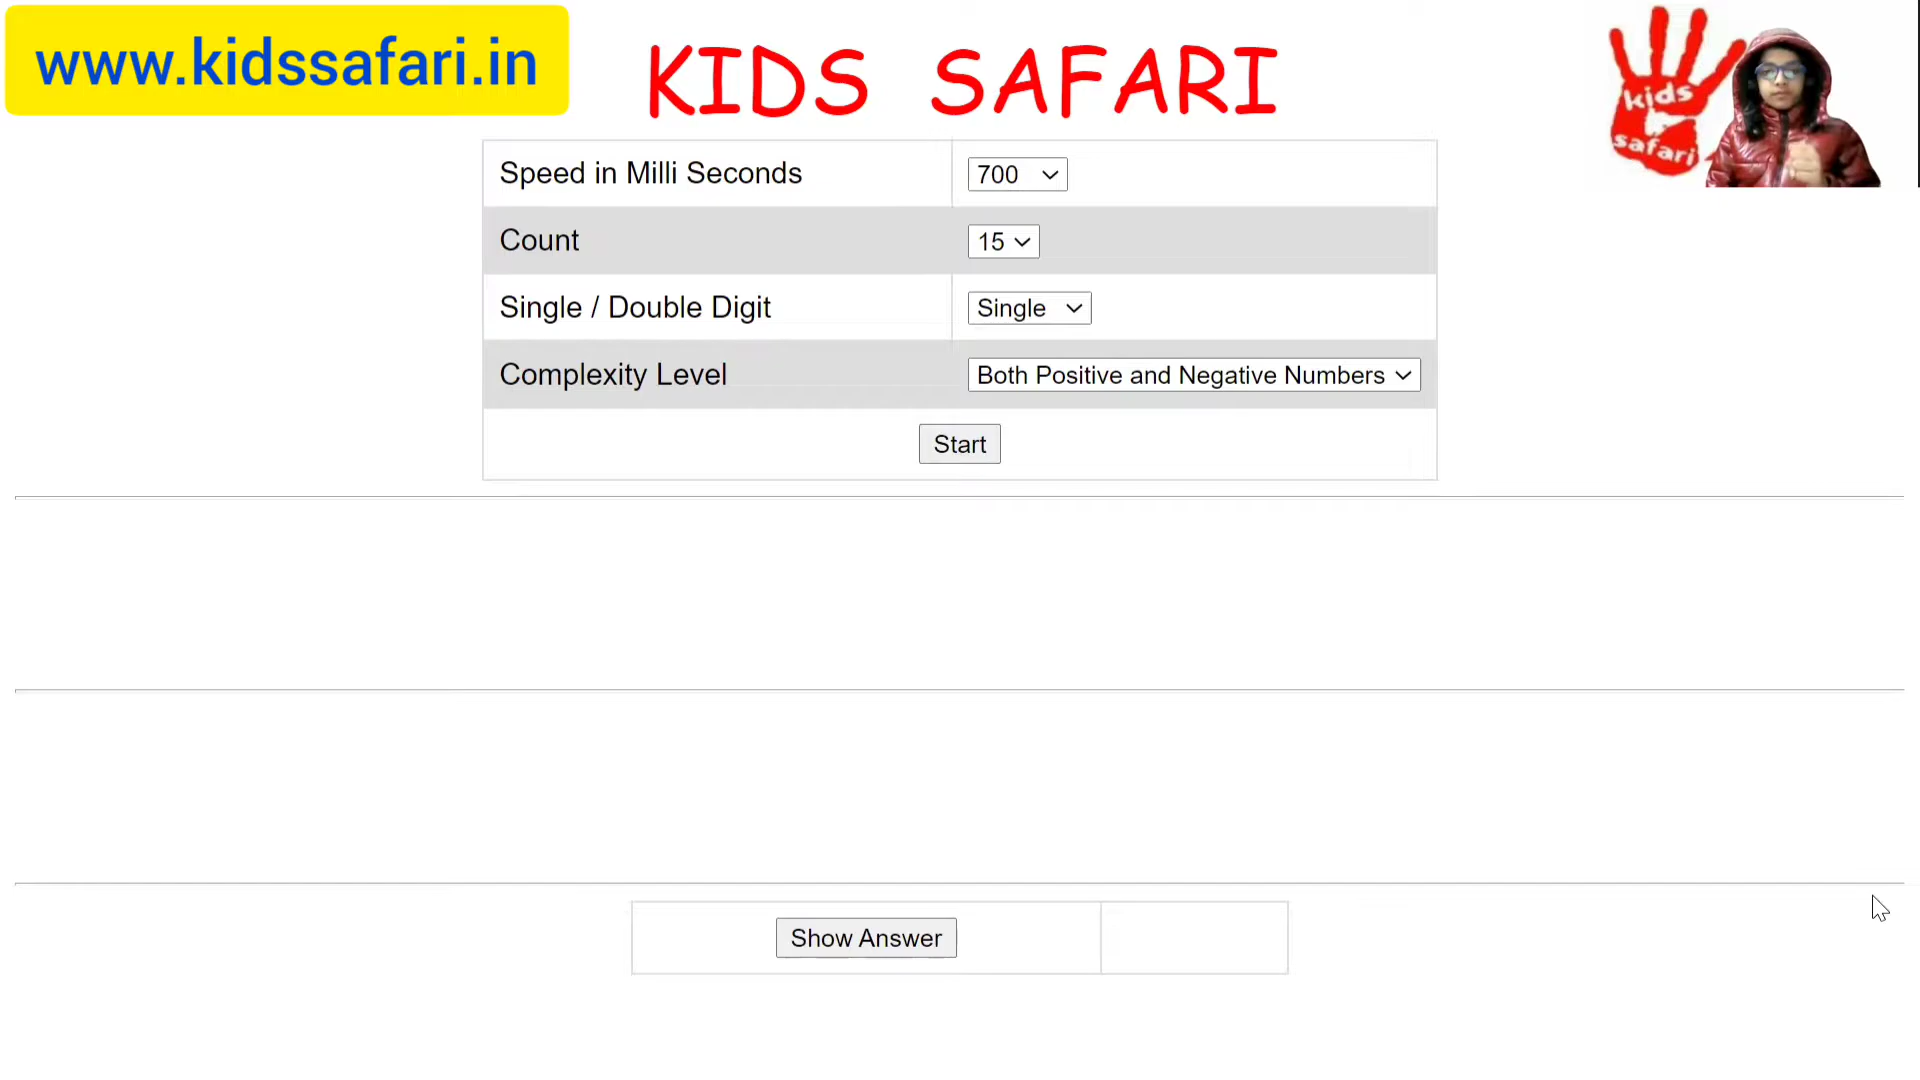 www.kidssafari.in
KIDS SAFARI
kids
safari
Speed in Milli Seconds 700
Count 15
Single / Double Digit Single
Complexity Level Both Positive and Negative Numbers
Start
Show Answer